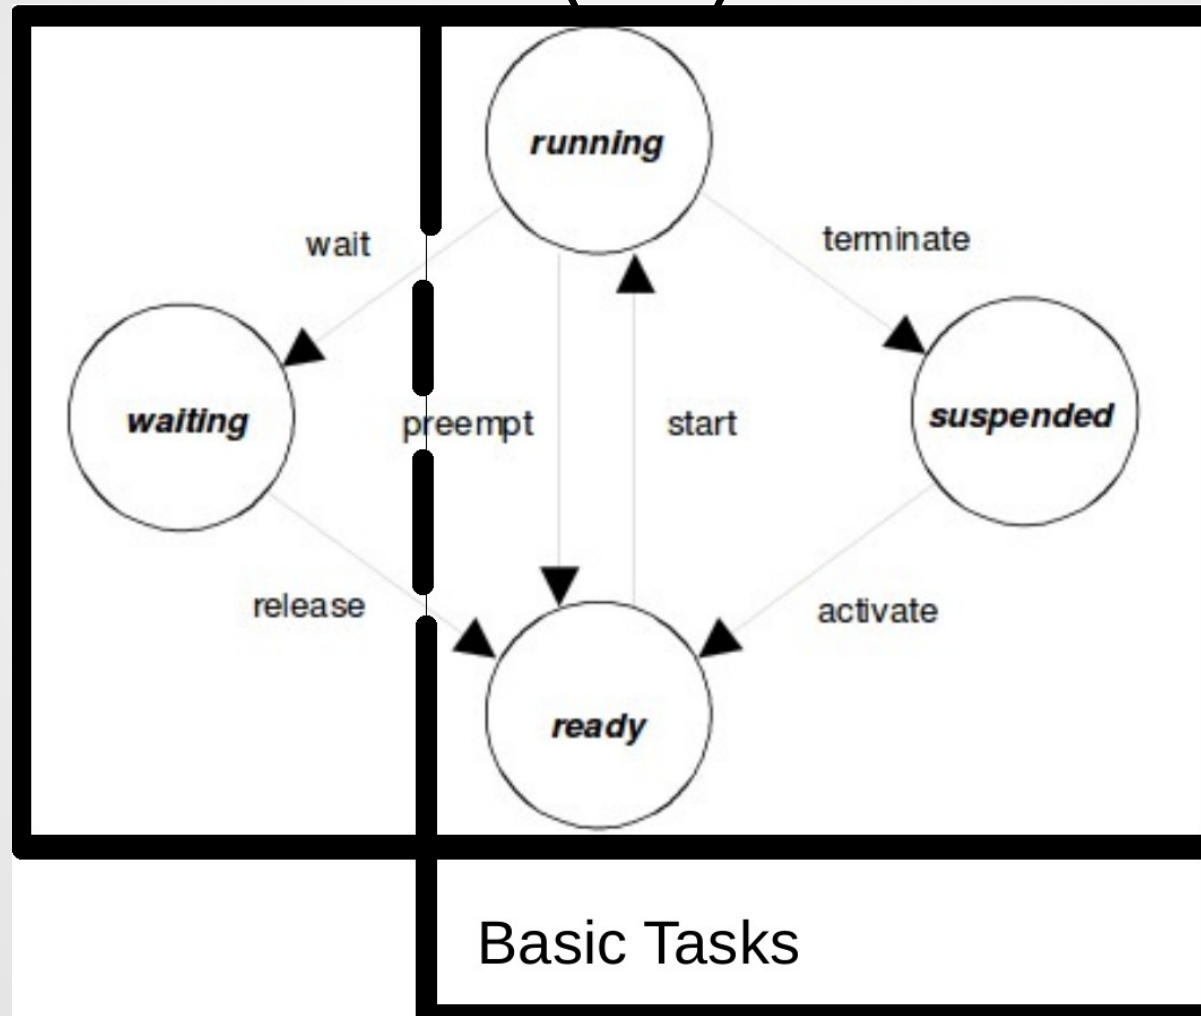 running
wait
terminate
waiting
preempt
start
suspended
release
activate
ready
Basic Tasks